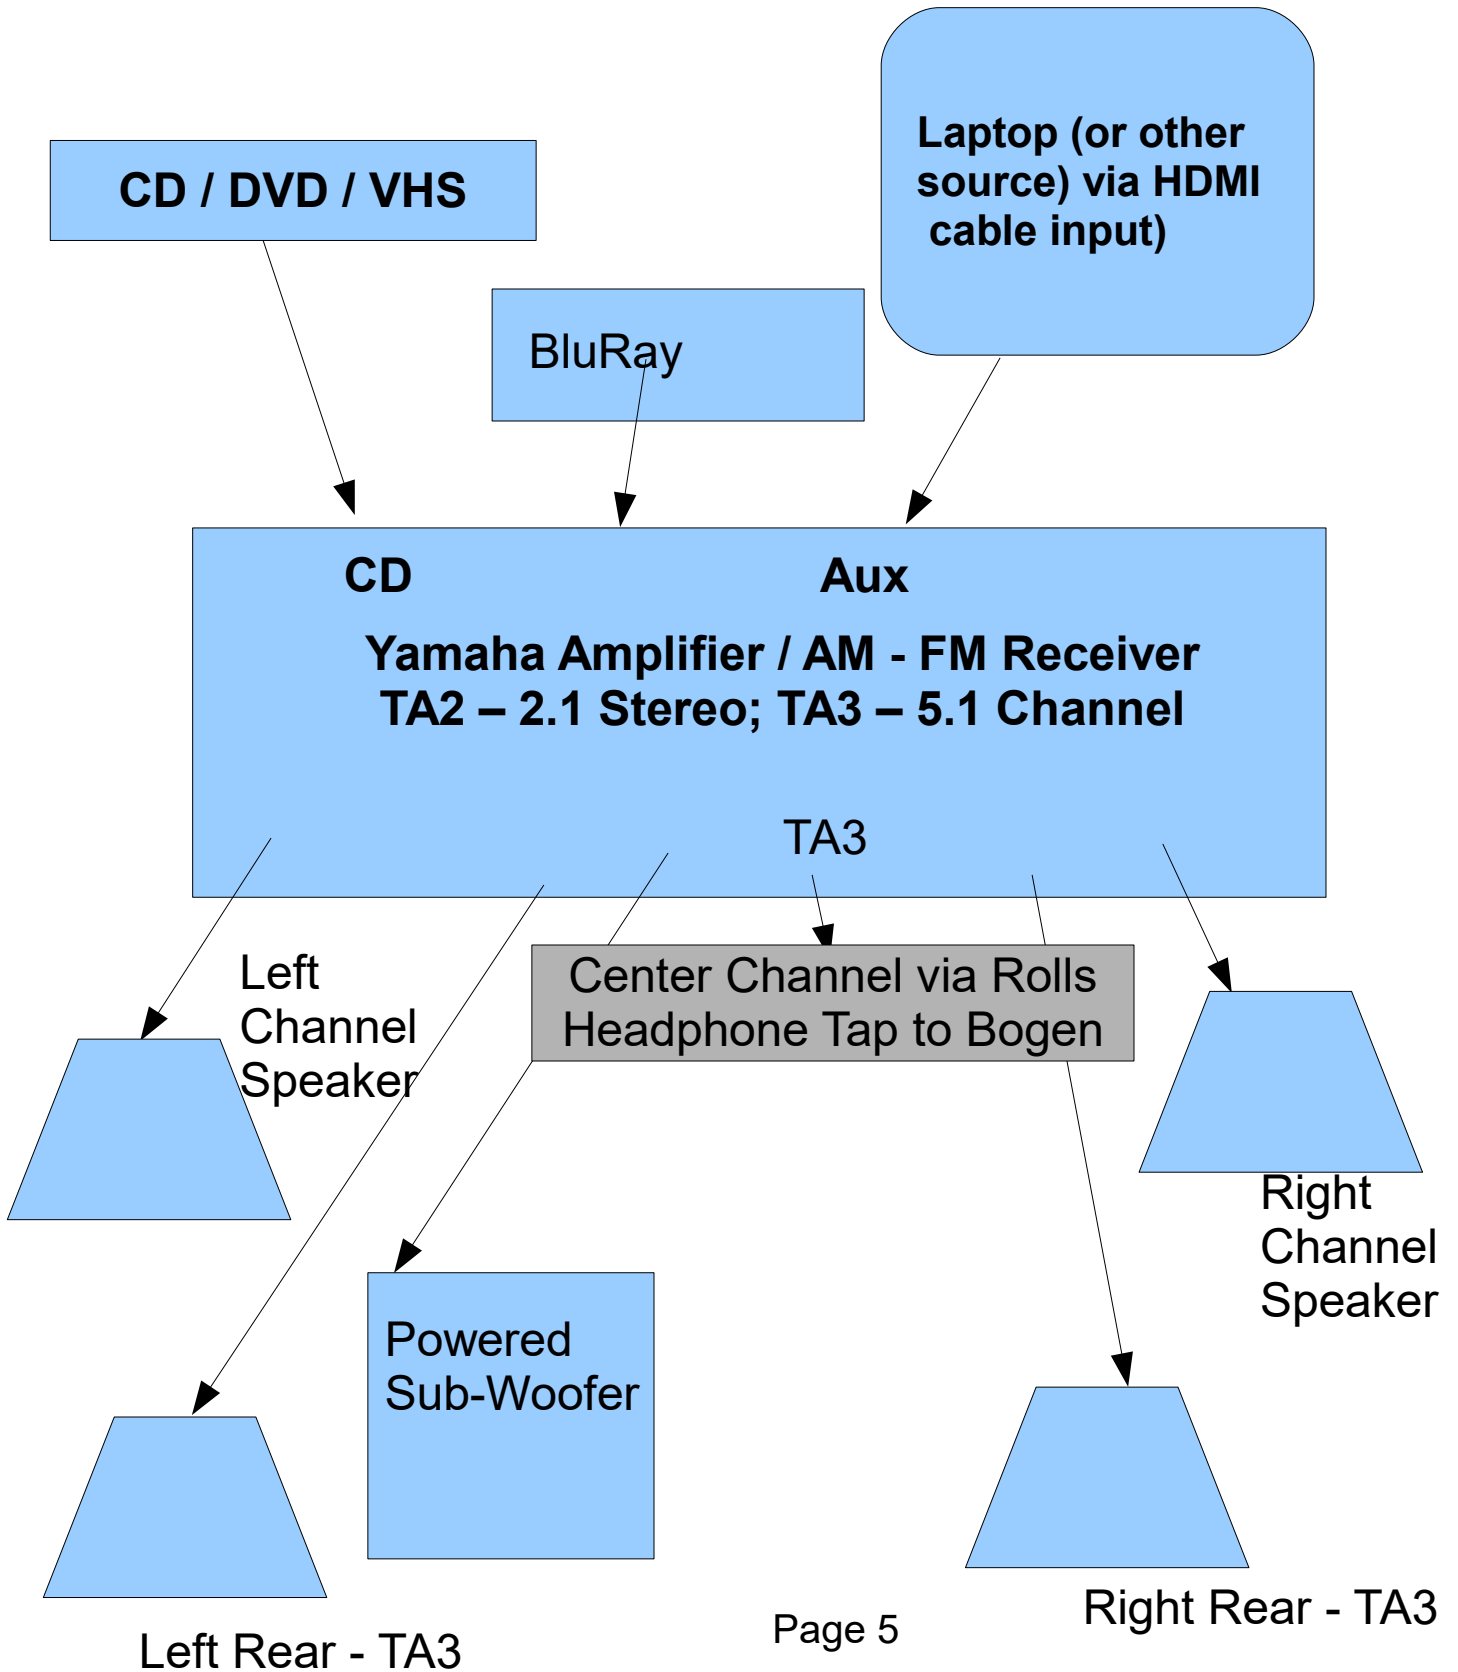 Laptop (or other
source) via HDMI
cable input)
CD / DVD / VHS
BluRay
CD
Aux
Yamaha Amplifier / AM - FM Receiver
TA2 – 2.1 Stereo; TA3 – 5.1 Channel
TA3
Left
Channel
Speaker
Center Channel via Rolls
Headphone Tap to Bogen
Right
Channel
Speaker
Powered
Sub-Woofer
Right Rear - TA3
Page 5
Left Rear - TA3